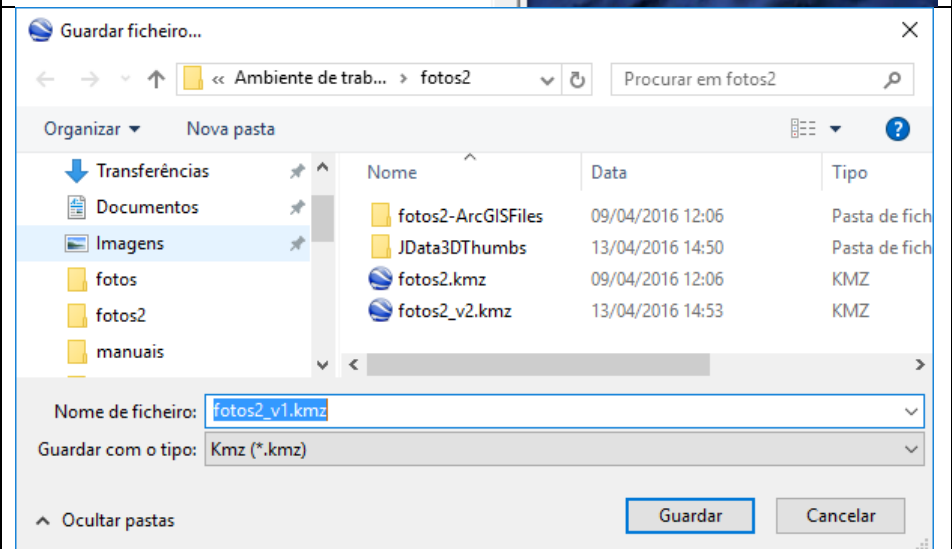 Guardar ficheiro...
« Ambiente de trab... › fotos2
Procurar em fotos2
Organizar
Nova pasta
?
Transferências
Documentos
Imagens
fotos
fotos2
manuais
Nome Data Tipo
fotos2-ArcGISFiles 09/04/2016 12:06 Pasta de fich
JData3DThumbs 13/04/2016 14:50 Pasta de fich
fotos2.kmz 09/04/2016 12:06 KMZ
fotos2_v2.kmz 13/04/2016 14:53 KMZ
Nome de ficheiro: fotos2_v1.kmz
Guardar com o tipo: Kmz (*.kmz)
Ocultar pastas
Guardar
Cancelar